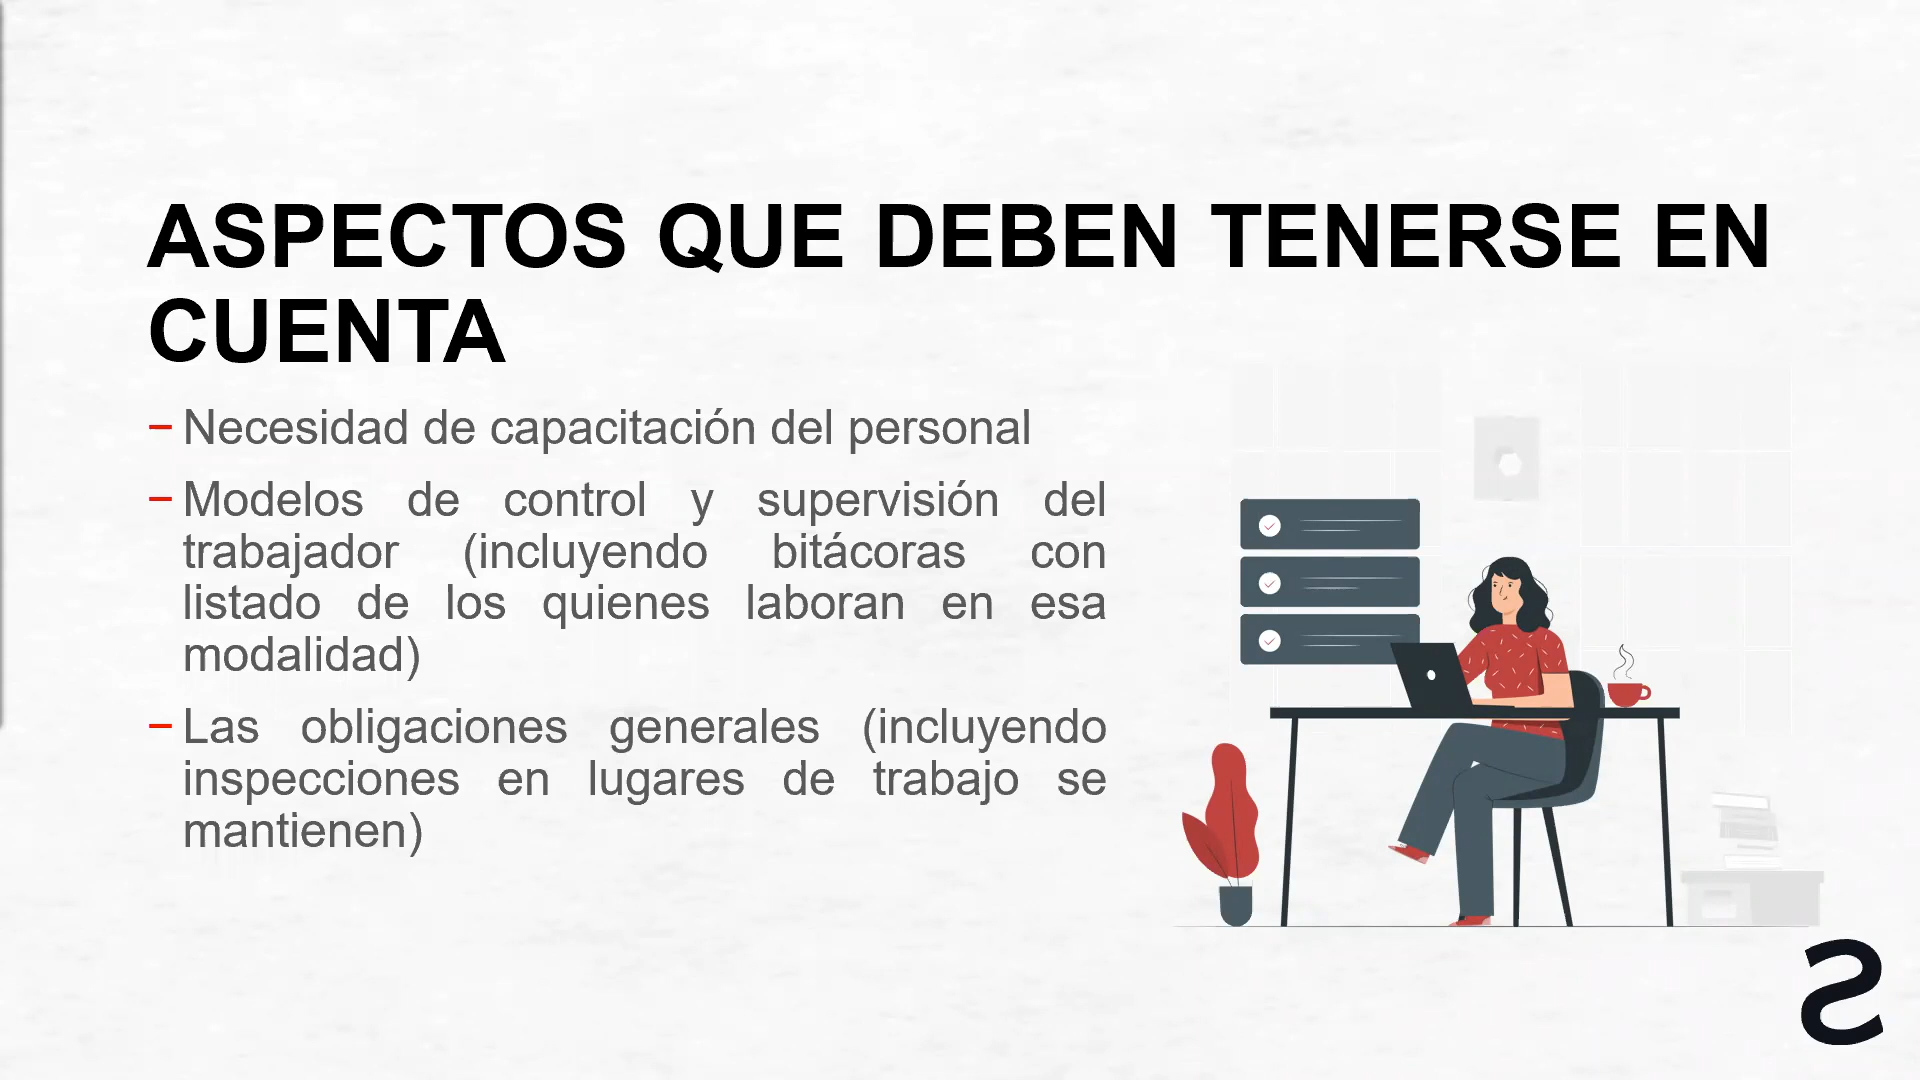 ASPECTOS QUE DEBEN TENERSE EN
CUENTA
– Necesidad de capacitación del personal
– Modelos de control y supervisión del
trabajador (incluyendo bitácoras con
listado de los quienes laboran en esa
modalidad)
– Las obligaciones generales (incluyendo
inspecciones en lugares de trabajo se
mantienen)